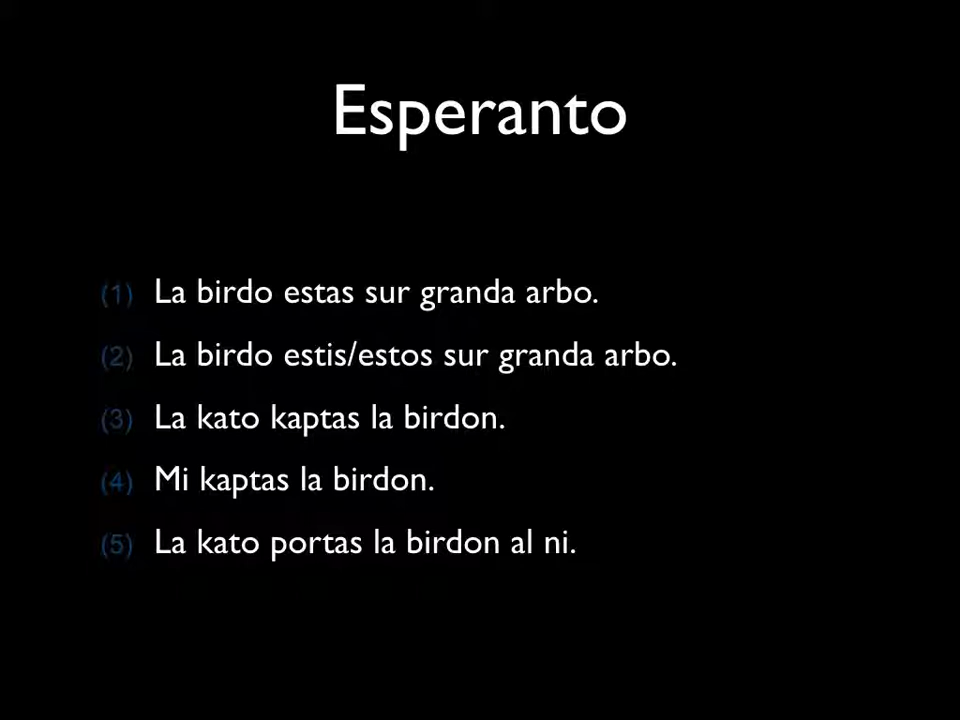 Esperanto
(1) La birdo estas sur granda arbo.
(2) La birdo estis/estos sur granda arbo.
(3) La kato kaptas la birdon.
(4) Mi kaptas la birdon.
(5) La kato portas la birdon al ni.